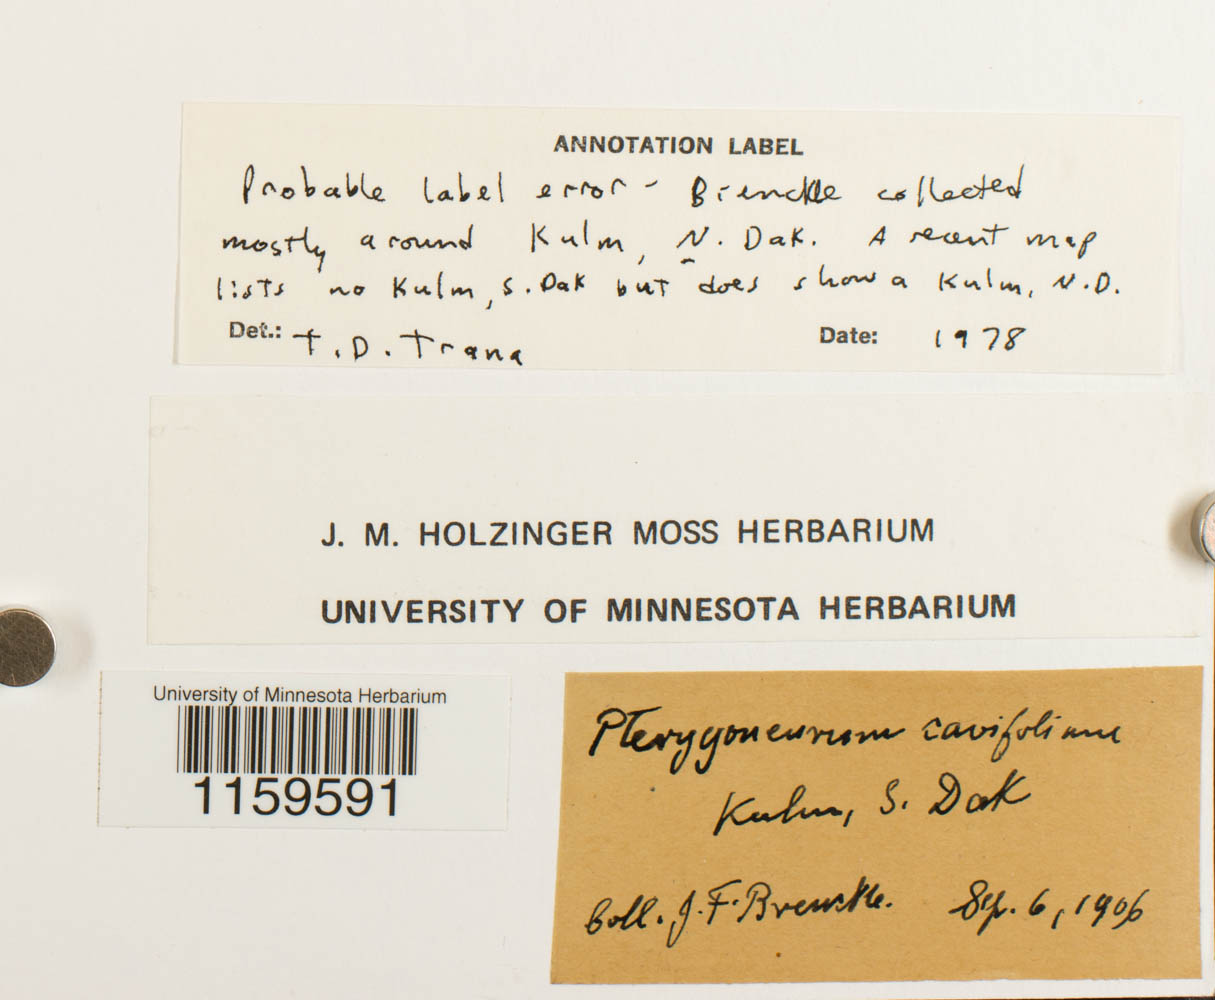 ANNOTATION LABEL
Probable label error - Brenckle collected
mostly around Kulm, N. Dak. A recent map
lists no Kulm, S. Dak but does show a Kulm, N.D.
Det.: T. D. Trana Date: 1978
J. M. HOLZINGER MOSS HERBARIUM
UNIVERSITY OF MINNESOTA HERBARIUM
University of Minnesota Herbarium
1159591
Pterygoneurum cavifolium
Kulm, S. Dak
Coll. J. F. Brenckle. Sep. 6, 1906